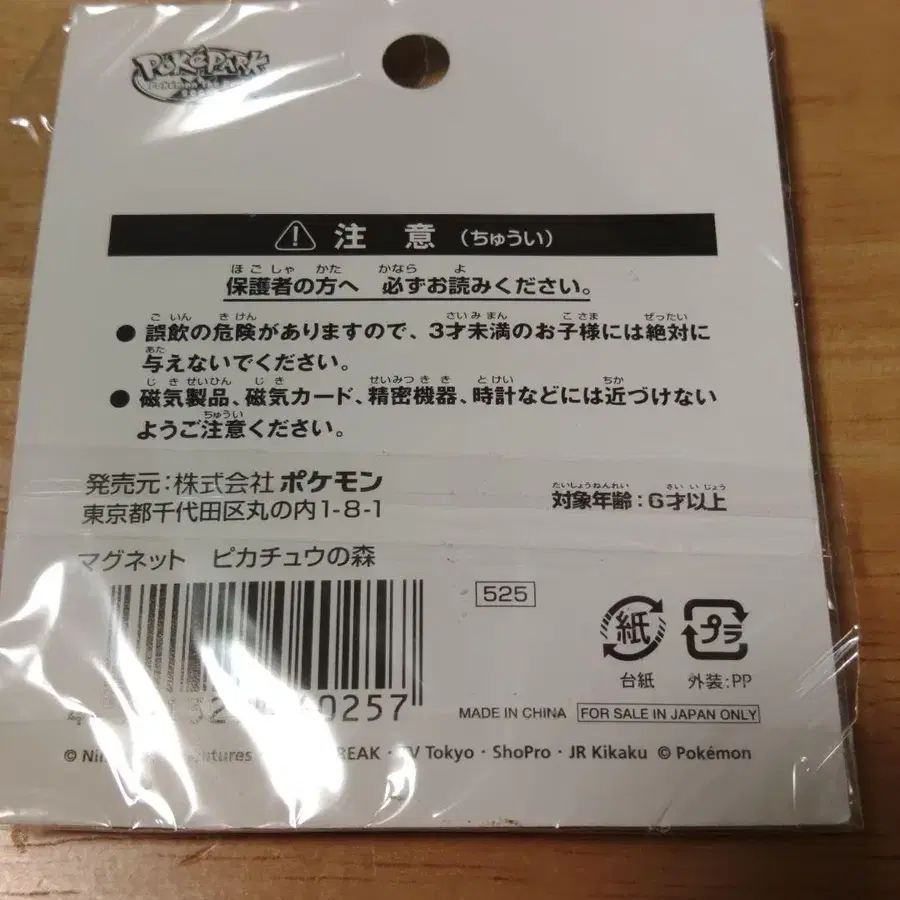 POKéPARK
注 意 (ちゅうい)
ほごしゃ かた かなら よ
保護者の方へ 必ずお読みください。
ごいん きけん さいみまん こさま ぜったい
● 誤飲の危険がありますので、3才未満のお子様には絶対に
あた
与えないでください。
じきせいひん じき せいみつきき とけい ちか
● 磁気製品、磁気カード、精密機器、時計などには近づけない
ちゅうい
ようご注意ください。
発売元:株式会社 ポケモン
たいしょうねんれい さいいじょう
東京都千代田区丸の内1-8-1
対象年齢:6才以上
マグネット ピカチュウの森
525
紙
プラ
台紙
外装:PP
0257
MADE IN CHINA
FOR SALE IN JAPAN ONLY
TV Tokyo・ShoPro・JR Kikaku © Pokémon